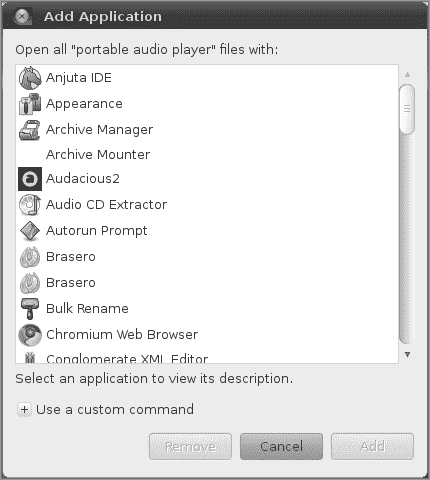 Add Application
Open all "portable audio player" files with:
Anjuta IDE
Appearance
Archive Manager
Archive Mounter
Audacious2
Audio CD Extractor
Autorun Prompt
Brasero
Brasero
Bulk Rename
Chromium Web Browser
Conglomerate XML Editor
Select an application to view its description.
Use a custom command
Remove Cancel Add